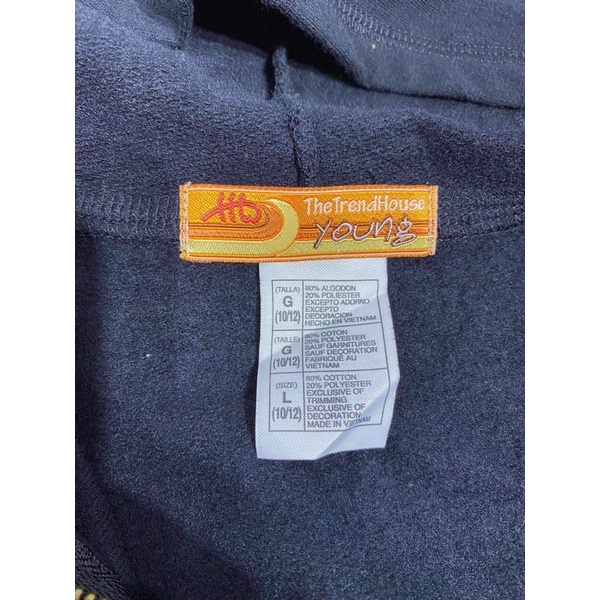 ttb
TheTrendHouse
young
(TALLA)
G
(10/12)
80% ALGODON
20% POLIESTER
EXCEPTO ADORNO
EXCEPTO
DECORACION
HECHO EN VIETNAM
(TAILLE)
G
(10/12)
80% COTON
20% POLYESTER
SAUF GARNITURES
SAUF DECORATION
FABRIQUÉ AU
VIETNAM
(SIZE)
L
(10/12)
80% COTTON
20% POLYESTER
EXCLUSIVE OF
TRIMMING
EXCLUSIVE OF
DECORATION
MADE IN VIETNAM